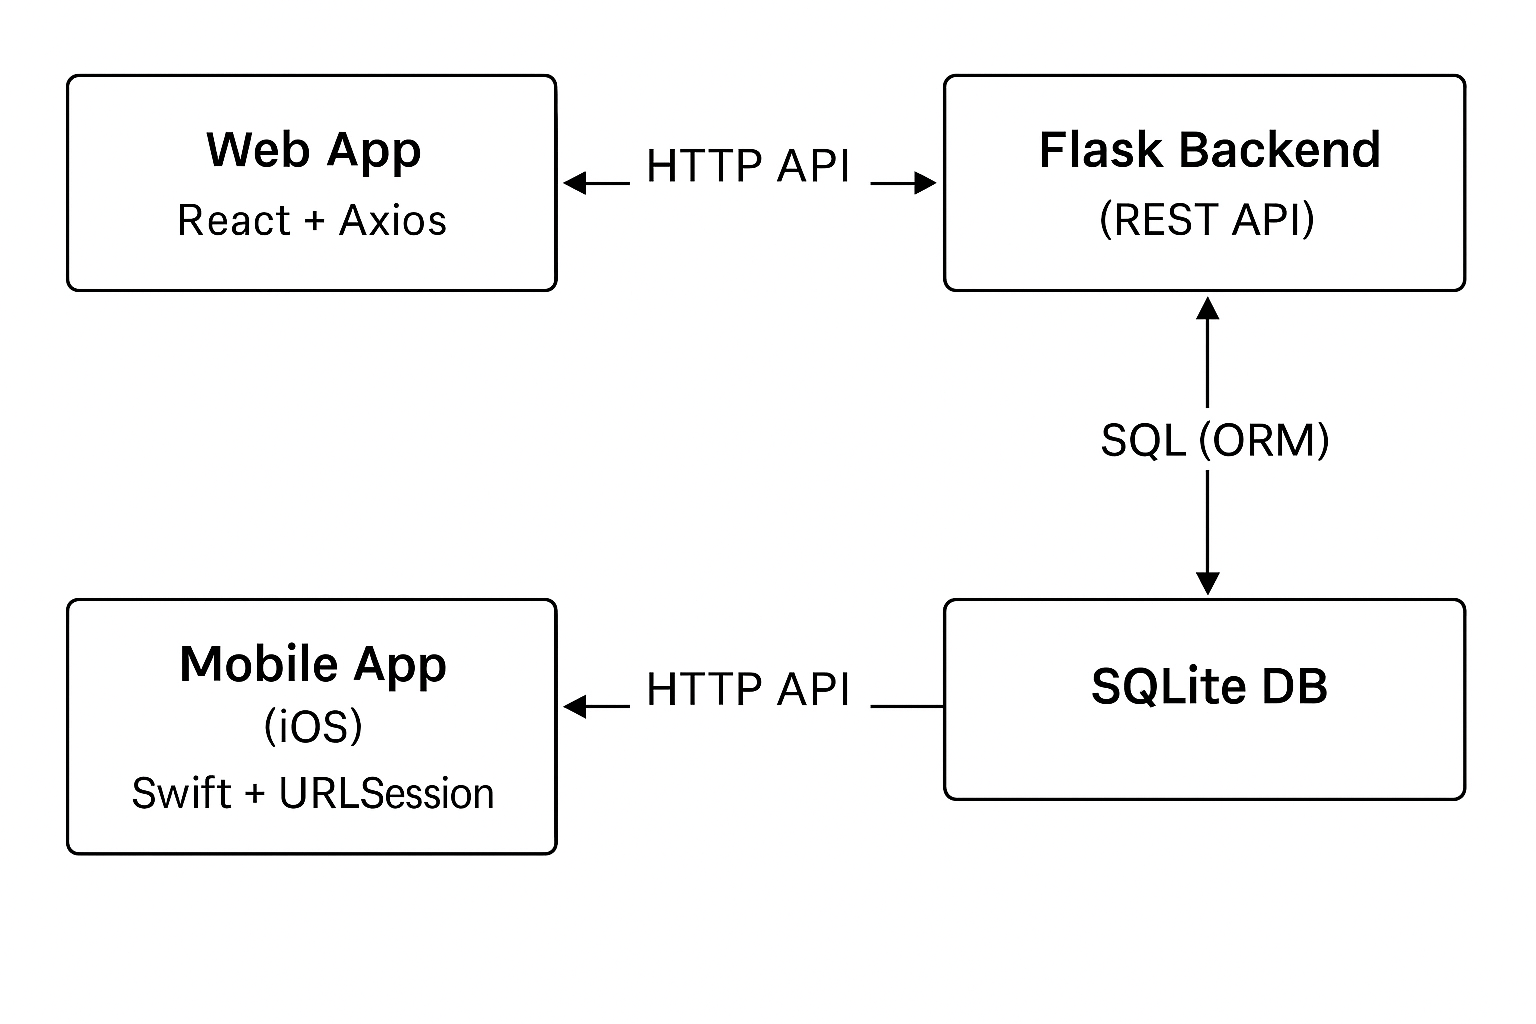 Web App
React + Axios
HTTP API
Flask Backend
(REST API)
SQL (ORM)
Mobile App
(iOS)
Swift + URLSession
HTTP API
SQLite DB